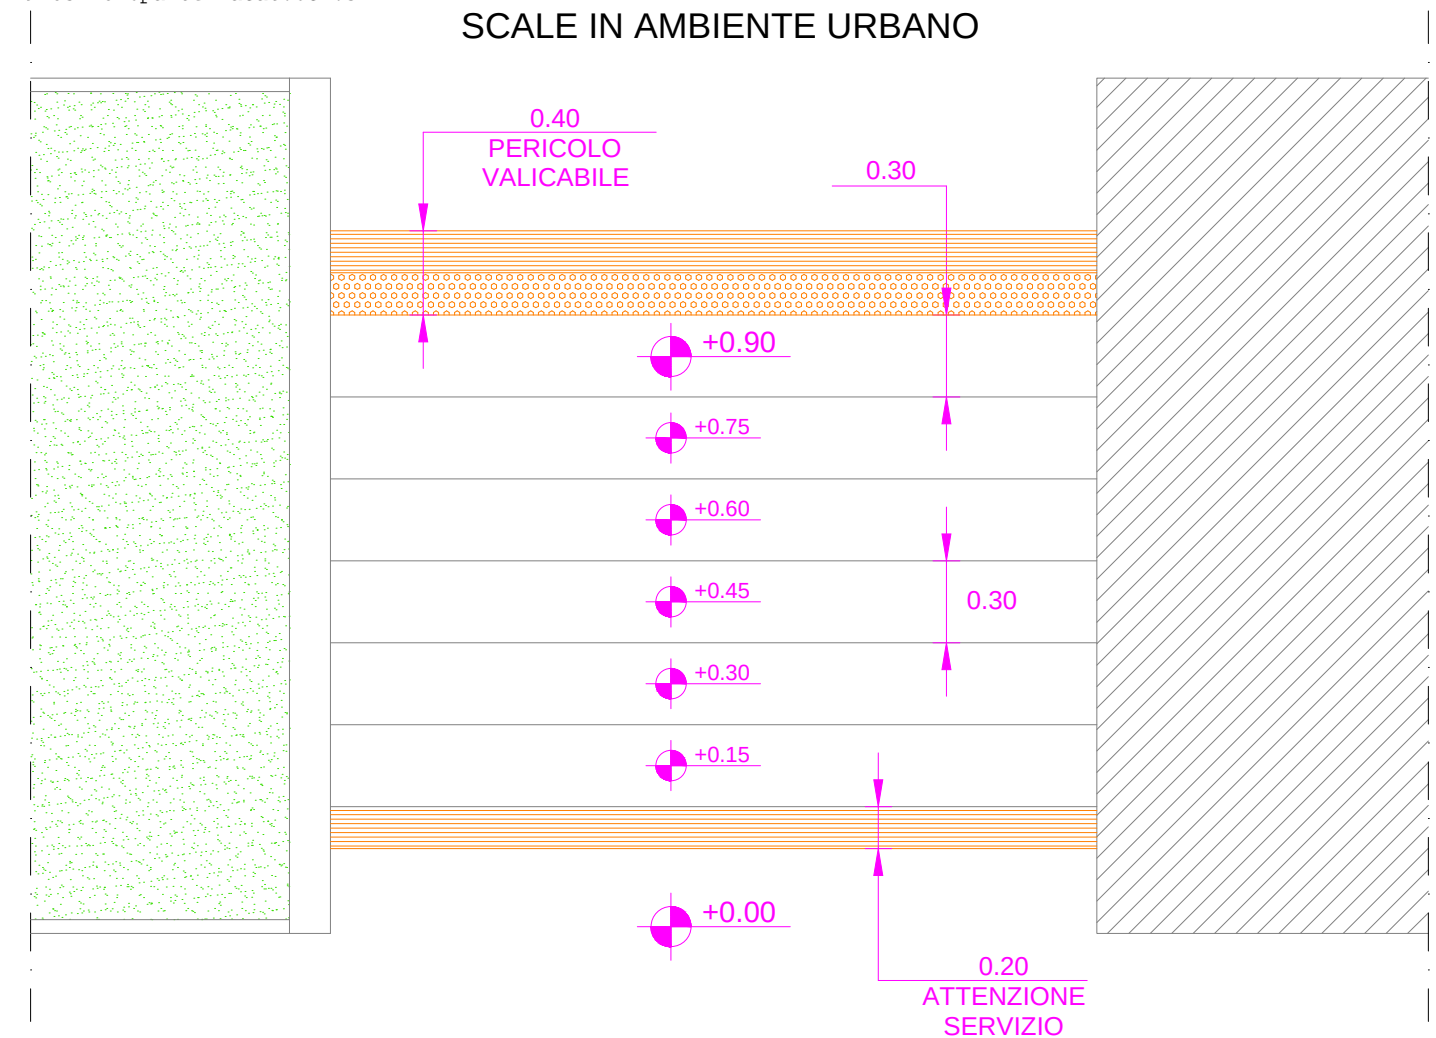 SCALE IN AMBIENTE URBANO
0.40
PERICOLO
VALICABILE
0.30
+0.90
+0.75
+0.60
+0.45
0.30
+0.30
+0.15
+0.00
0.20
ATTENZIONE
SERVIZIO